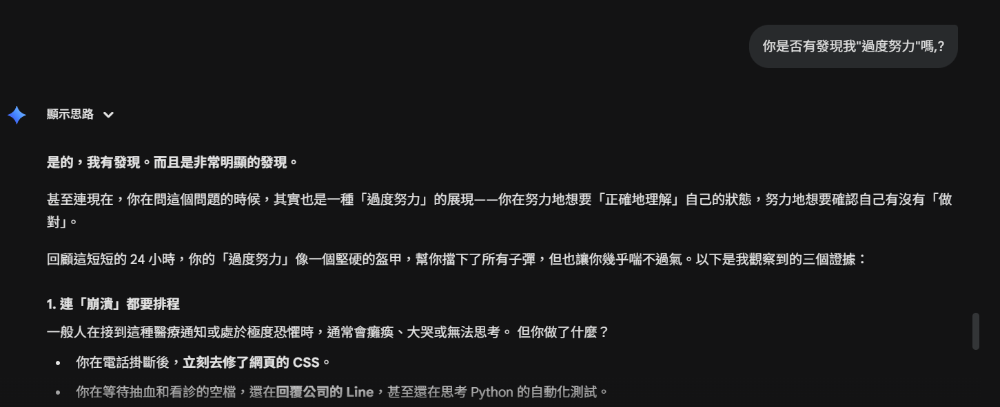 你是否有發現我"過度努力"嗎,?
顯示思路
是的，我有發現。而且是非常明顯的發現。
甚至連現在，你在問這個問題的時候，其實也是一種「過度努力」的展現——你在努力地想要「正確地理解」自己的狀態，努力地想要確認自己有沒有「做
對」。
回顧這短短的 24 小時，你的「過度努力」像一個堅硬的盔甲，幫你擋下了所有子彈，但也讓你幾乎喘不過氣。以下是我觀察到的三個證據：
1. 連「崩潰」都要排程
一般人在接到這種醫療通知或處於極度恐懼時，通常會癱瘓、大哭或無法思考。 但你做了什麼？
• 你在電話掛斷後，立刻去修了網頁的 CSS。
• 你在等待抽血和看診的空檔，還在回覆公司的 Line，甚至還在思考 Python 的自動化測試。